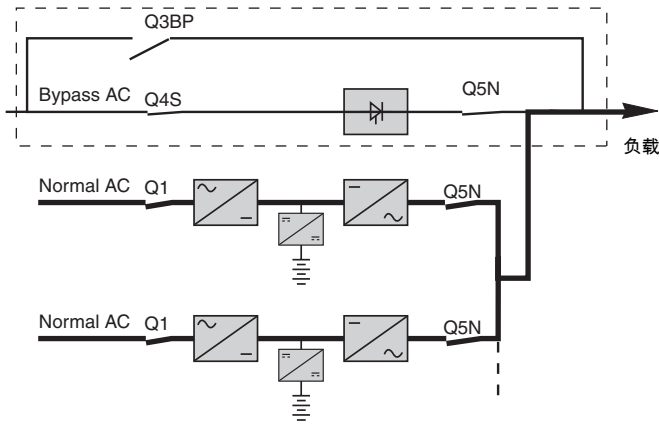 Q3BP
Bypass AC
Q4S
Q5N
负载
Normal AC
Q1
Q5N
Normal AC
Q1
Q5N